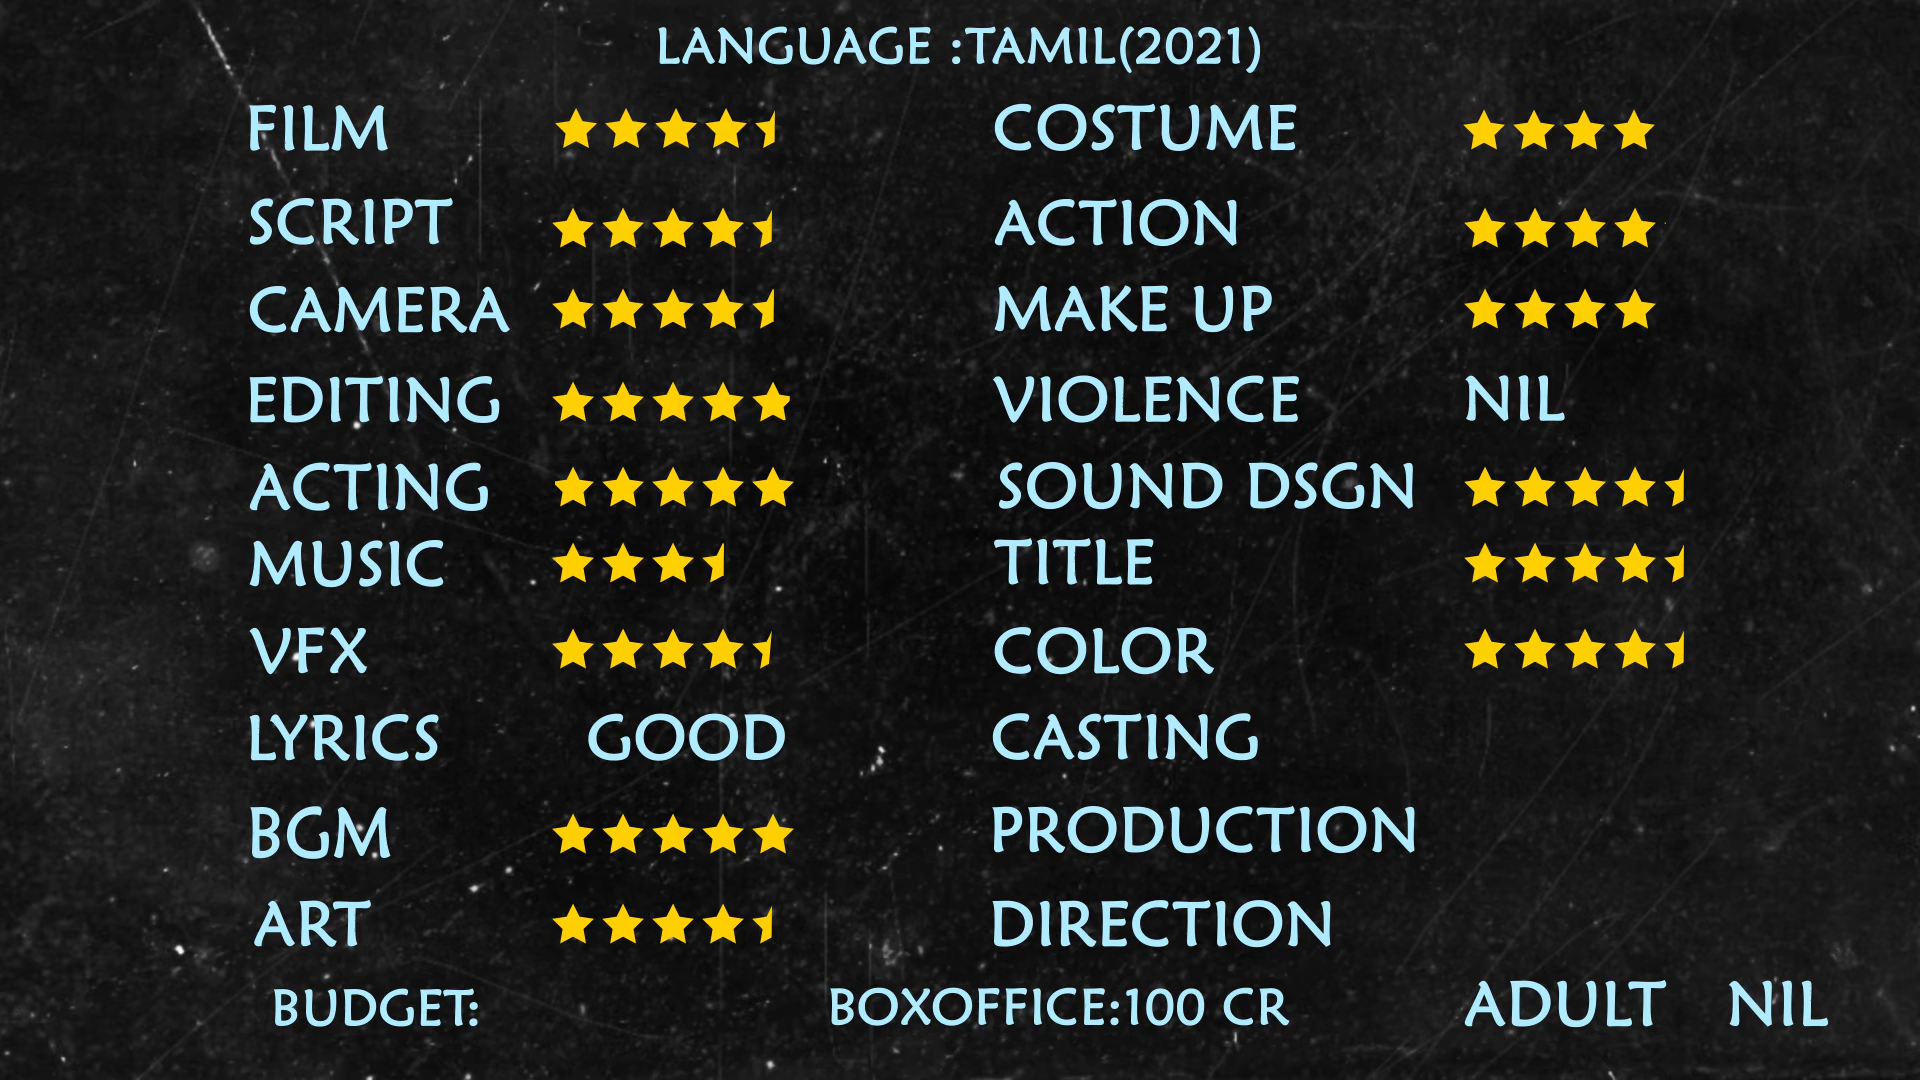 LANGUAGE :TAMIL(2021)
FILM
COSTUME
SCRIPT
ACTION
CAMERA
MAKE UP
EDITING
VIOLENCE NIL
ACTING
SOUND DSGN
MUSIC
TITLE
VFX
COLOR
LYRICS GOOD
CASTING
BGM
PRODUCTION
ART
DIRECTION
BUDGET:
BOXOFFICE:100 CR
ADULT NIL